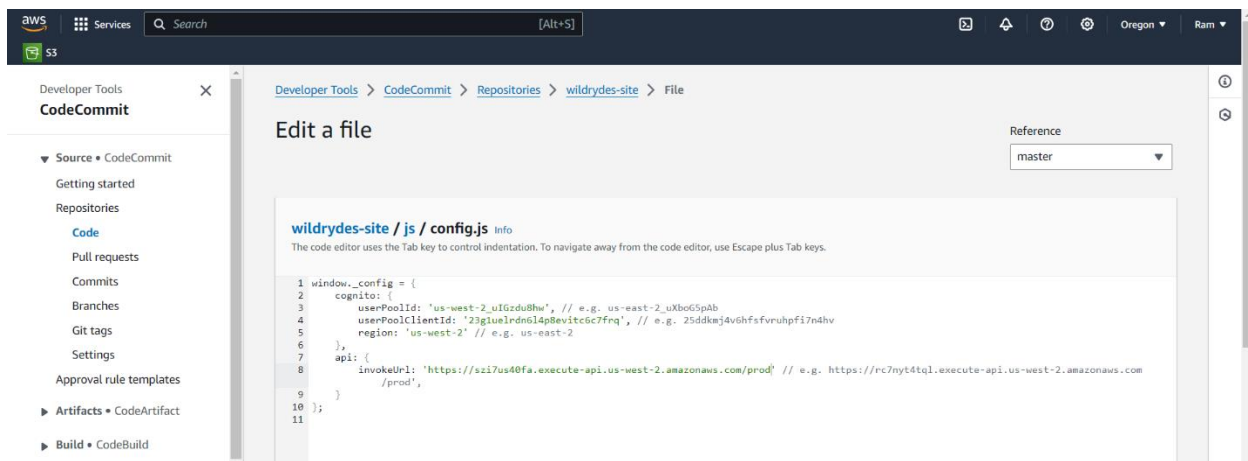 aws
Services
Search
[Alt+S]
Oregon
Ram
S3
Developer Tools
CodeCommit
Source • CodeCommit
Getting started
Repositories
Code
Pull requests
Commits
Branches
Git tags
Settings
Approval rule templates
Artifacts • CodeArtifact
Build • CodeBuild
Developer Tools > CodeCommit > Repositories > wildrydes-site > File
Edit a file
Reference
master
wildrydes-site / js / config.js Info
The code editor uses the Tab key to control indentation. To navigate away from the code editor, use Escape plus Tab keys.
1 window._config = {
2 cognito: {
3 userPoolId: 'us-west-2_uIGzdu8hw', // e.g. us-east-2_uXboG5pAb
4 userPoolClientId: '23g1uelrdn6l4p8evitc6c7frq', // e.g. 25ddkmj4v6hfsfvruhpfi7n4hv
5 region: 'us-west-2' // e.g. us-east-2
6 },
7 api: {
8 invokeUrl: 'https://szi7us40fa.execute-api.us-west-2.amazonaws.com/prod' // e.g. https://rc7nyt4tql.execute-api.us-west-2.amazonaws.com
/prod',
9 }
10 };
11